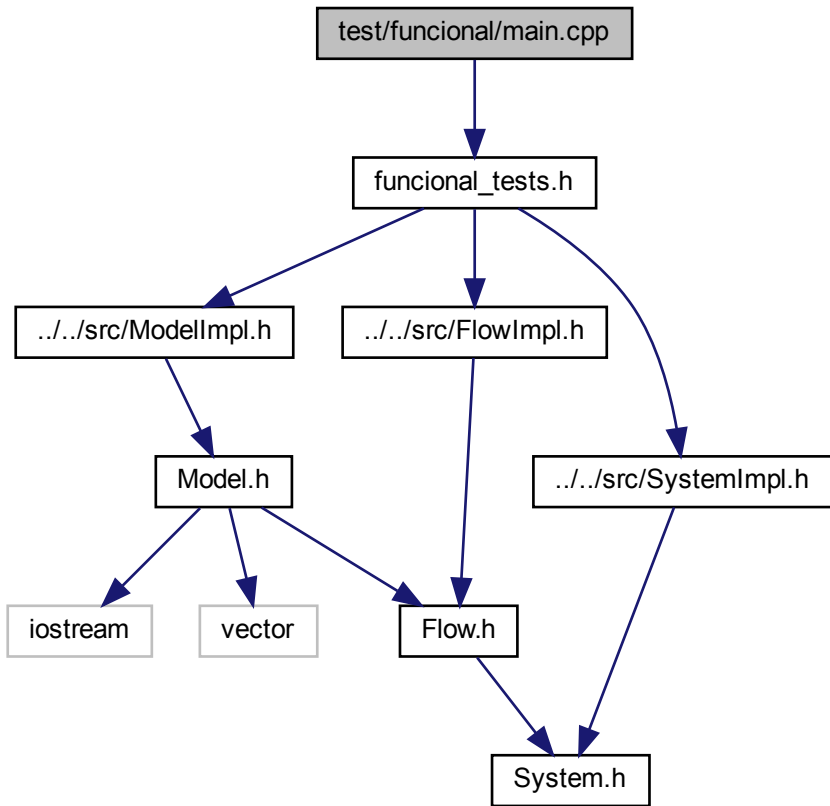 test/funcional/main.cpp
funcional_tests.h
../../src/ModelImpl.h
../../src/FlowImpl.h
Model.h
../../src/SystemImpl.h
iostream
vector
Flow.h
System.h